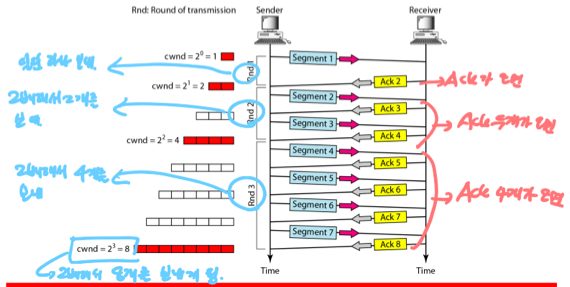 Rnd: Round of transmission
Sender
Receiver
cwnd = 2^0 = 1
Segment 1
일단 하나 보냄.
Rnd 1
Ack 2
Ack가 오면
cwnd = 2^1 = 2
Segment 2
Ack 3
2배해서 2개를
보냄
Rnd 2
Segment 3
Ack 두개가 오면
Ack 4
cwnd = 2^2 = 4
Segment 4
Ack 5
2배해서 4개를
보냄
Rnd 3
Segment 5
Ack 6
Ack 4개가 오면
Segment 6
Ack 7
Segment 7
Ack 8
cwnd = 2^3 = 8
2배해서 8개를 보내게 됨.
Time
Time